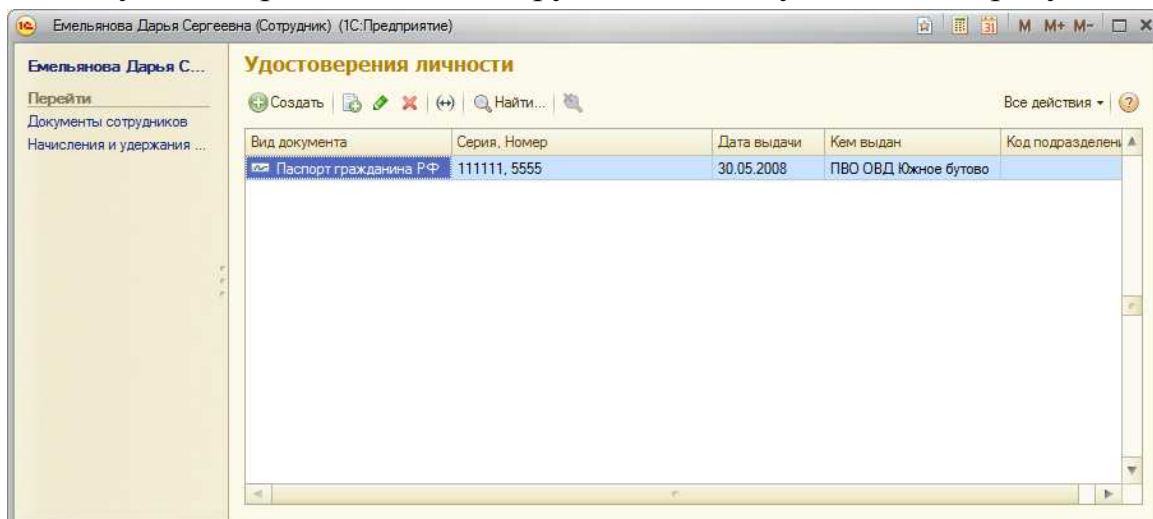 Емельянова Дарья Сергеевна (Сотрудник) (1С:Предприятие)
31 M M+ M-
Емельянова Дарья С...
Перейти
Документы сотрудников
Начисления и удержания ...
Удостоверения личности
Создать Найти... Все действия
Вид документа Серия, Номер Дата выдачи Кем выдан Код подразделен
Паспорт гражданина РФ 111111, 5555 30.05.2008 ПВО ОВД Южное бутово